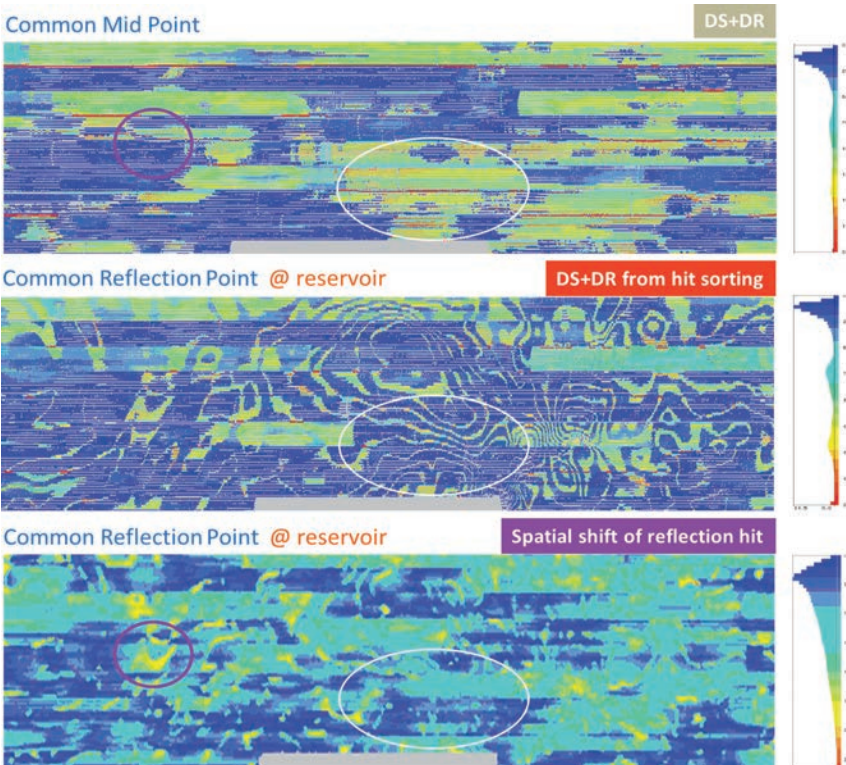 Common Mid Point
DS+DR
Common Reflection Point @ reservoir
DS+DR from hit sorting
Common Reflection Point @ reservoir
Spatial shift of reflection hit